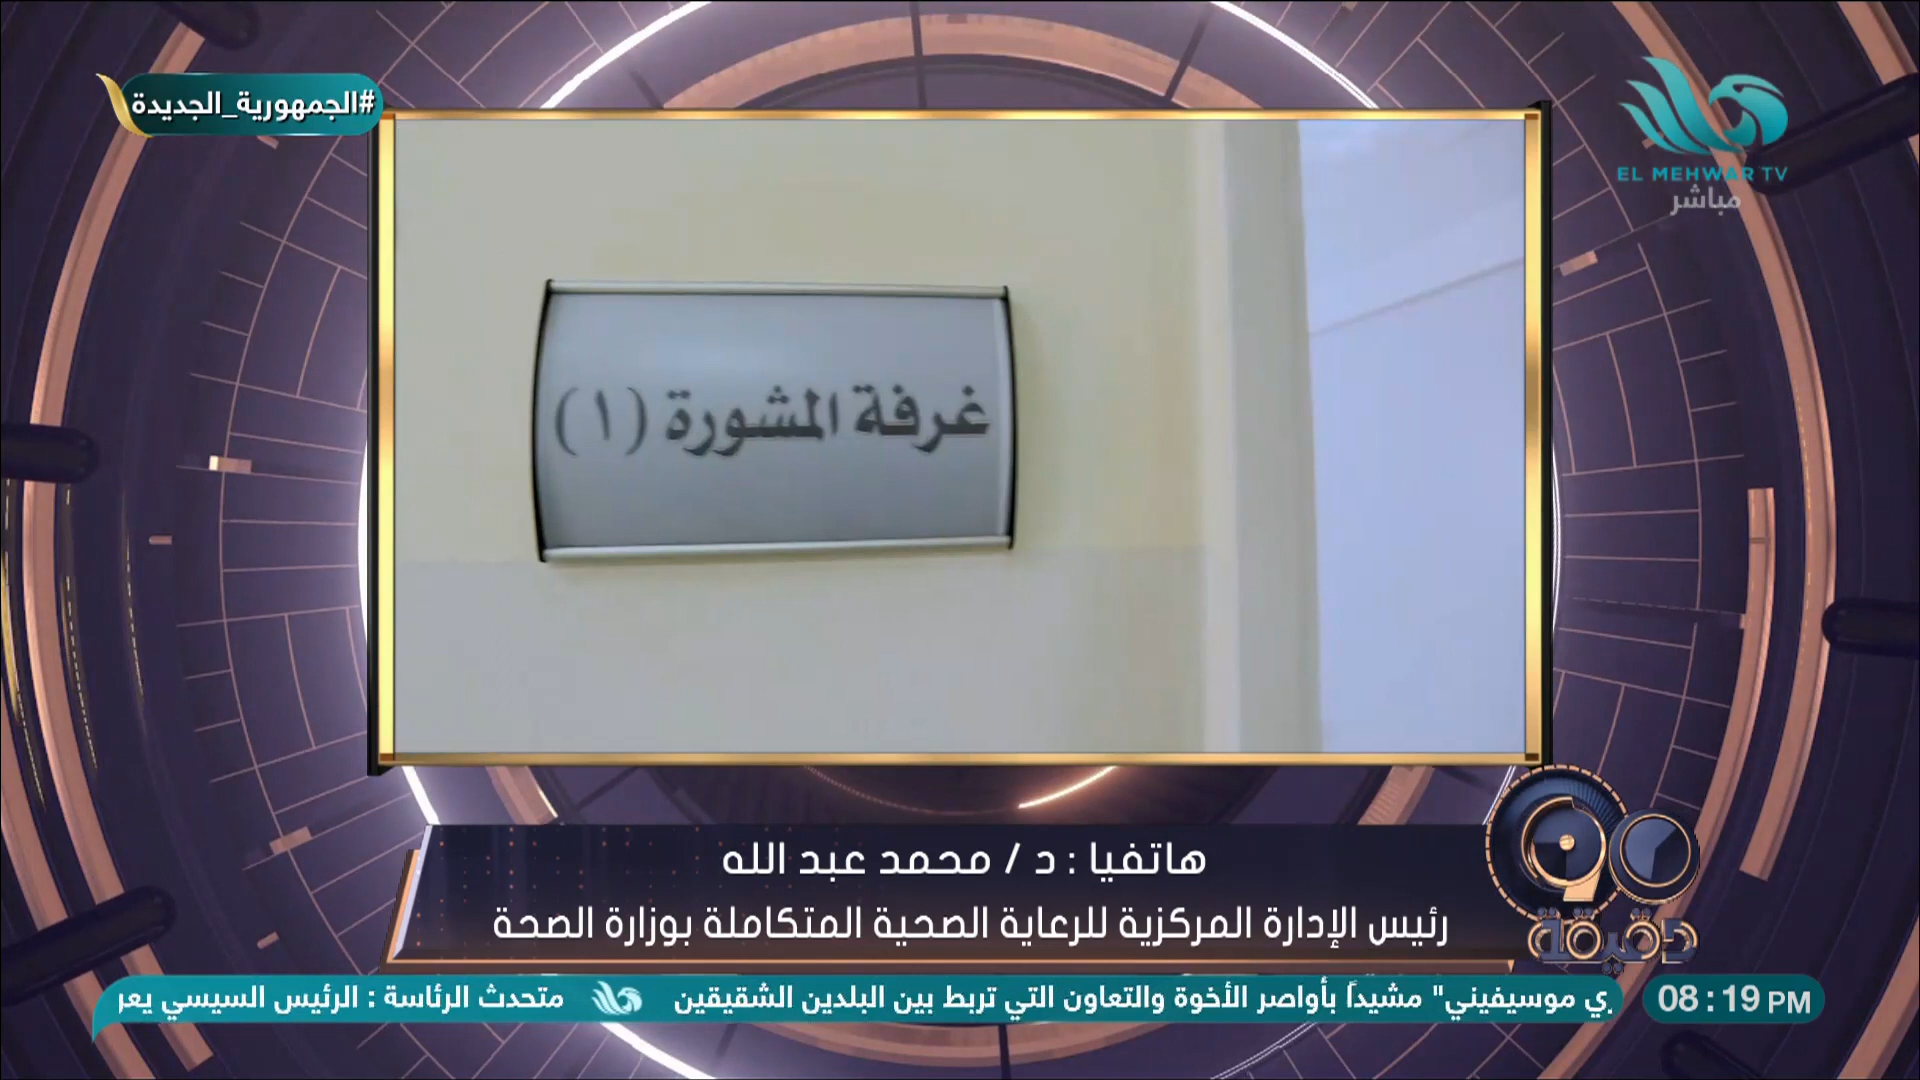 #الجمهورية_الجديدة
EL MEHWAR TV
مباشر
غرفة المشورة (١)
هاتفيا : د / محمد عبد الله
رئيس الإدارة المركزية للرعاية الصحية المتكاملة بوزارة الصحة
90
دقيقة
ي موسيفيني" مشيداً بأواصر الأخوة والتعاون التي تربط بين البلدين الشقيقين
متحدث الرئاسة : الرئيس السيسي يعر
08:19 PM